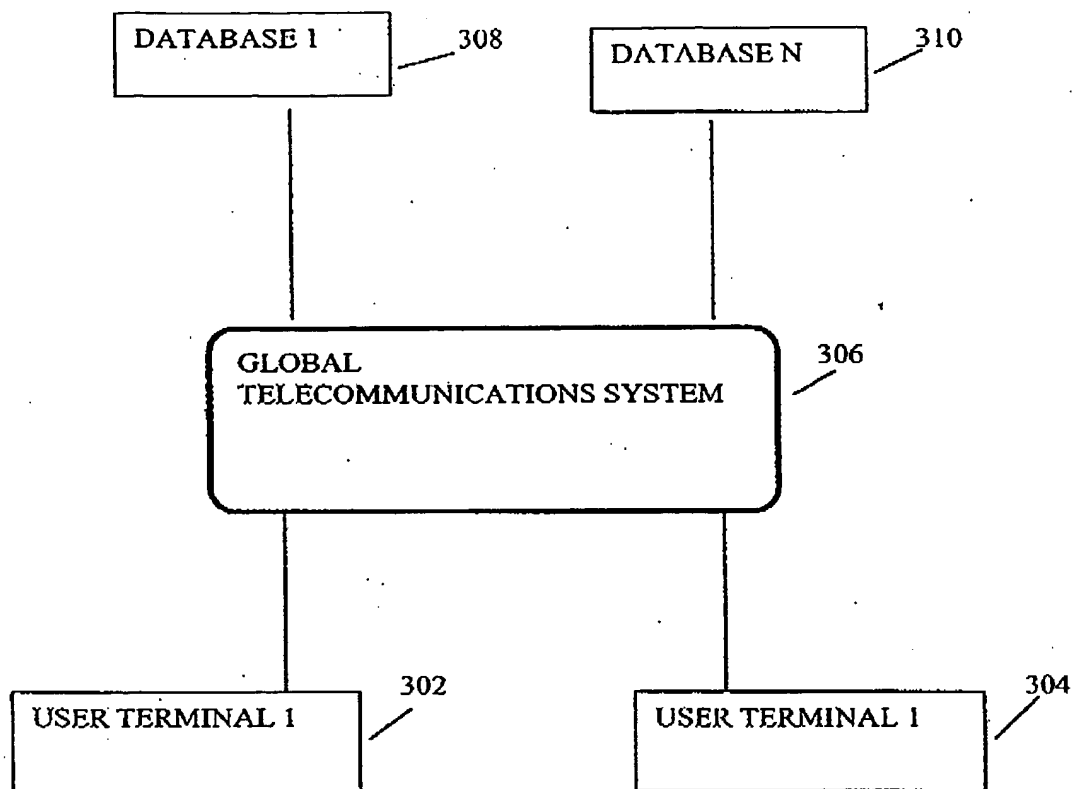 DATABASE 1
308
DATABASE N
310
GLOBAL
TELECOMMUNICATIONS SYSTEM
306
USER TERMINAL 1
302
USER TERMINAL 1
304